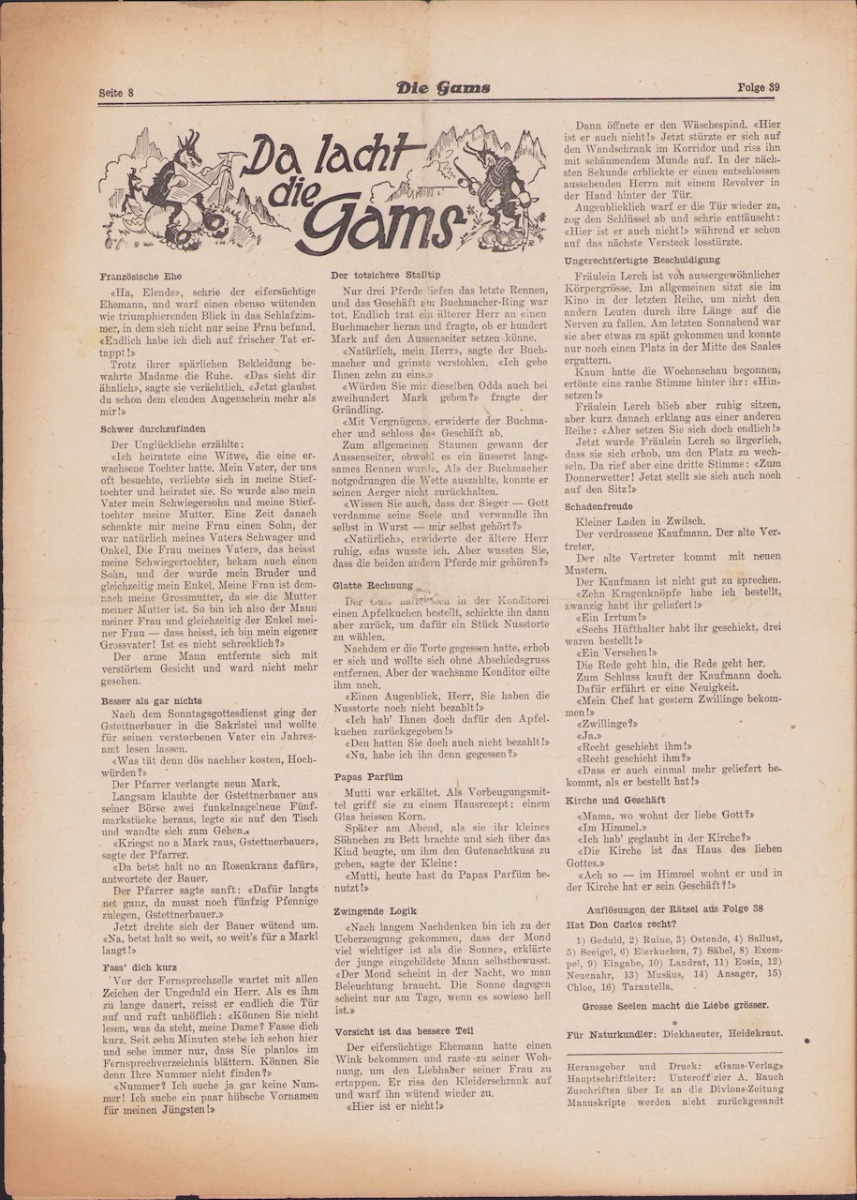 Seite 8
Die Gams
Folge 39
Da lacht
die
Gams
Französische Ehe
«Ha, Elende», schrie der eifersüchtige
Ehemann, und warf einen ebenso wütenden
wie triumphierenden Blick in das Schlafzim-
mer, in dem sich nicht nur seine Frau befand.
«Endlich habe ich dich auf frischer Tat er-
tappt!»
Trotz ihrer spärlichen Bekleidung be-
wahrte Madame die Ruhe. «Das sieht dir
ähnlich», sagte sie verächtlich. «Jetzt glaubst
du schon dem elenden Augenschein mehr als
mir!»
Schwer durchzufinden
Der Unglückliche erzählte:
«Ich heiratete eine Witwe, die eine er-
wachsene Tochter hatte. Mein Vater, der uns
oft besuchte, verliebte sich in meine Stief-
tochter und heiratet sie. So wurde also mein
Vater mein Schwiegersohn und meine Stief-
tochter meine Mutter. Eine Zeit danach
schenkte mir meine Frau einen Sohn, der
war natürlich meines Vaters Schwager und
Onkel. Die Frau meines Vaters, das heisst
meine Schwiegertochter, bekam auch einen
Sohn, und der wurde mein Bruder und
gleichzeitig mein Enkel. Meine Frau ist dem-
nach meine Grossmutter, da sie die Mutter
meiner Mutter ist. So bin ich also der Mann
meiner Frau und gleichzeitig der Enkel mei-
ner Frau — dass heisst, ich bin mein eigener
Grossvater! Ist es nicht schrecklich?»
Der arme Mann entfernte sich mit
verstörtem Gesicht und ward nicht mehr
gesehen.
Besser als gar nichts
Nach dem Sonntagsgottesdienst ging der
Gstettnerbauer in die Sakristei und wollte
für seinen verstorbenen Vater ein Jahres-
amt lesen lassen.
«Was tät denn dös nachher kosten, Hoch-
würden?»
Der Pfarrer verlangte neun Mark.
Langsam klaubte der Gstettnerbauer aus
seiner Börse zwei funkelnagelneue Fünf-
markstücke heraus, legte sie auf den Tisch
und wandte sich zum Gehen.
«Kriegst no a Mark raus, Gstettnerbauer»,
sagte der Pfarrer.
«Da betst halt no an Rosenkranz dafür»,
antwortete der Bauer.
Der Pfarrer sagte sanft: «Dafür langts
net ganz, da musst noch fünfzig Pfennige
zulegen, Gstettnerbauer.»
Jetzt drehte sich der Bauer wütend um.
«Na, betst halt so weit, so weit's für a Markl
langt!»
Fass' dich kurz
Vor der Fernsprechzelle wartet mit allen
Zeichen der Ungeduld ein Herr. Als es ihm
zu lange dauert, reisst er endlich die Tür
auf und ruft unhöflich: «Können Sie nicht
lesen, was da steht, meine Dame? Fasse dich
kurz. Seit zehn Minuten stehe ich schon hier
und sehe immer nur, dass Sie planlos im
Fernsprechverzeichnis blättern. Können Sie
denn Ihre Nummer nicht finden?»
«Nummer? Ich suche ja gar keine Num-
mer! Ich suche ein paar hübsche Vornamen
für meinen Jüngsten!»
Der totsichere Stalltip
Nur drei Pferde liefen das letzte Rennen,
und das Geschäft am Buchmacher-Ring war
tot. Endlich trat ein älterer Herr an einen
Buchmacher heran und fragte, ob er hundert
Mark auf den Aussenseiter setzen könne.
«Natürlich, mein Herr», sagte der Buch-
macher und grinste verstohlen. «Ich gebe
Ihnen zehn zu eins.»
«Würden Sie mir dieselben Odds auch bei
zweihundert Mark geben?» fragte der
Gründling.
«Mit Vergnügen», erwiderte der Buchma-
cher und schloss das Geschäft ab.
Zum allgemeinen Staunen gewann der
Aussenseiter, obwohl es ein äusserst lang-
sames Rennen wurde. Als der Buchmacher
notgedrungen die Wette auszahlte, konnte er
seinen Aerger nicht zurückhalten.
«Wissen Sie auch, dass der Sieger — Gott
verdamme seine Seele und verwandle ihn
selbst in Wurst — mir selbst gehört?»
«Natürlich», erwiderte der ältere Herr
ruhig, «das wusste ich. Aber wussten Sie,
dass die beiden andern Pferde mir gehören?»
Glatte Rechnung
Der Gast in der Konditorei
einen Apfelkuchen bestellt, schickte ihn dann
aber zurück, um dafür ein Stück Nusstorte
zu wählen.
Nachdem er die Torte gegessen hatte, erhob
er sich und wollte sich ohne Abschiedsgruss
entfernen. Aber der wachsame Konditor eilte
ihm nach.
«Einen Augenblick, Herr, Sie haben die
Nusstorte noch nicht bezahlt!»
«Ich hab' Ihnen doch dafür den Apfel-
kuchen zurückgegeben!»
«Den hatten Sie doch auch nicht bezahlt!»
«Nu, habe ich ihn denn gegessen?»
Papas Parfüm
Mutti war erkältet. Als Vorbeugungsmit-
tel griff sie zu einem Hausrezept: einem
Glas heissen Korn.
Später am Abend, als sie ihr kleines
Söhnchen zu Bett brachte und sich über das
Kind beugte, um ihm den Gutenachtkuss zu
geben, sagte der Kleine:
«Mutti, heute hast du Papas Parfüm be-
nutzt!»
Zwingende Logik
«Nach langem Nachdenken bin ich zu der
Ueberzeugung gekommen, dass der Mond
viel wichtiger ist als die Sonne», erklärte
der junge eingebildete Mann selbstbewusst.
«Der Mond scheint in der Nacht, wo man
Beleuchtung braucht. Die Sonne dagegen
scheint nur am Tage, wenn es sowieso hell
ist.»
Vorsicht ist das bessere Teil
Der eifersüchtige Ehemann hatte einen
Wink bekommen und raste zu seiner Woh-
nung, um den Liebhaber seiner Frau zu
ertappen. Er riss den Kleiderschrank auf
und warf ihn wütend wieder zu.
«Hier ist er nicht!»
Dann öffnete er den Wäschespind. «Hier
ist er auch nicht!» Jetzt stürzte er sich auf
den Wandschrank im Korridor und riss ihn
mit schäumendem Munde auf. In der näch-
sten Sekunde erblickte er einen entschlossen
aussehenden Herrn mit einem Revolver in
der Hand hinter der Tür.
Augenblicklich warf er die Tür wieder zu,
zog den Schlüssel ab und schrie enttäuscht:
«Hier ist er auch nicht!» während er schon
auf das nächste Versteck losstürzte.
Ungerechtfertigte Beschuldigung
Fräulein Lerch ist von aussergewöhnlicher
Körpergrösse. Im allgemeinen sitzt sie im
Kino in der letzten Reihe, um nicht den
andern Leuten durch ihre Länge auf die
Nerven zu fallen. Am letzten Sonnabend war
sie aber etwas zu spät gekommen und konnte
nur noch einen Platz in der Mitte des Saales
ergattern.
Kaum hatte die Wochenschau begonnen,
ertönte eine rauhe Stimme hinter ihr: «Hin-
setzen!»
Fräulein Lerch blieb aber ruhig sitzen,
aber kurz danach erklang aus einer anderen
Reihe: «Aber setzen Sie sich doch endlich!»
Jetzt wurde Fräulein Lerch so ärgerlich,
dass sie sich erhob, um den Platz zu wech-
seln. Da rief aber eine dritte Stimme: «Zum
Donnerwetter! Jetzt stellt sie sich auch noch
auf den Sitz!»
Schadenfreude
Kleiner Laden in Zwilsch.
Der verdrossene Kaufmann. Der alte Ver-
treter.
Der alte Vertreter kommt mit neuen
Mustern.
Der Kaufmann ist nicht gut zu sprechen.
«Zehn Kragenknöpfe habe ich bestellt,
zwanzig habt ihr geliefert!»
«Ein Irrtum!»
«Sechs Hüfthalter habt ihr geschickt, drei
waren bestellt!»
«Ein Versehen!»
Die Rede geht hin, die Rede geht her.
Zum Schluss kauft der Kaufmann doch.
Dafür erfährt er eine Neuigkeit.
«Mein Chef hat gestern Zwillinge bekom-
men!»
«Zwillinge?»
«Ja.»
«Recht geschieht ihm!»
«Recht geschieht ihm?»
«Dass er auch einmal mehr geliefert be-
kommt, als er bestellt hat!»
Kirche und Geschäft
«Mama, wo wohnt der liebe Gott?»
«Im Himmel.»
«Ich hab' geglaubt in der Kirche?»
«Die Kirche ist das Haus des lieben
Gottes.»
«Ach so — im Himmel wohnt er und in
der Kirche hat er sein Geschäft?!»
Auflösungen der Rätsel aus Folge 38
Hat Don Carlos recht?
1) Geduld, 2) Ruine, 3) Ostende, 4) Sallust,
5) Seeigel, 6) Eierkuchen, 7) Säbel, 8) Exem-
pel, 9) Eingabe, 10) Landrat, 11) Eosin, 12)
Neuenahr, 13) Musäus, 14) Ansager, 15)
Chloe, 16) Tarantella.
Grosse Seelen macht die Liebe grösser.
*
Für Naturkundler: Dickhaeuter, Heidekraut.
Herausgeber und Druck: «Gams-Verlag»
Hauptschriftleiter: Unteroffizier A. Rauch
Zuschriften über Ic an die Divions-Zeitung
Manuskripte werden nicht zurückgesandt